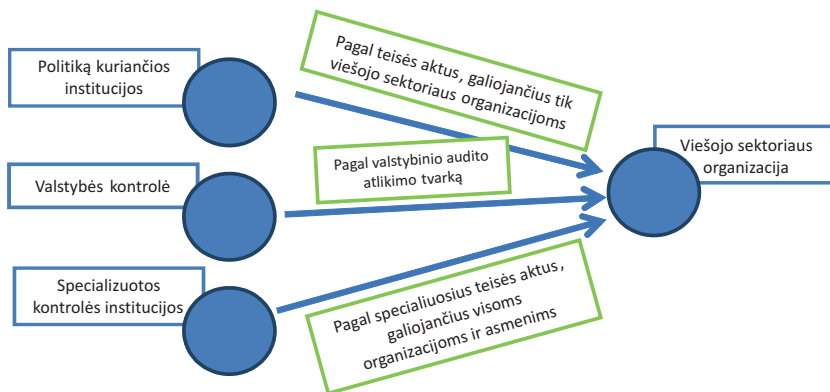 Politiką kuriančios
institucijos
Pagal teisės aktus, galiojančius tik
viešojo sektoriaus organizacijoms
Valstybės kontrolė
Pagal valstybinio audito
atlikimo tvarką
Viešojo sektoriaus
organizacija
Specializuotos
kontrolės institucijos
Pagal specialiuosius teisės aktus,
galiojančius visoms
organizacijoms ir asmenims